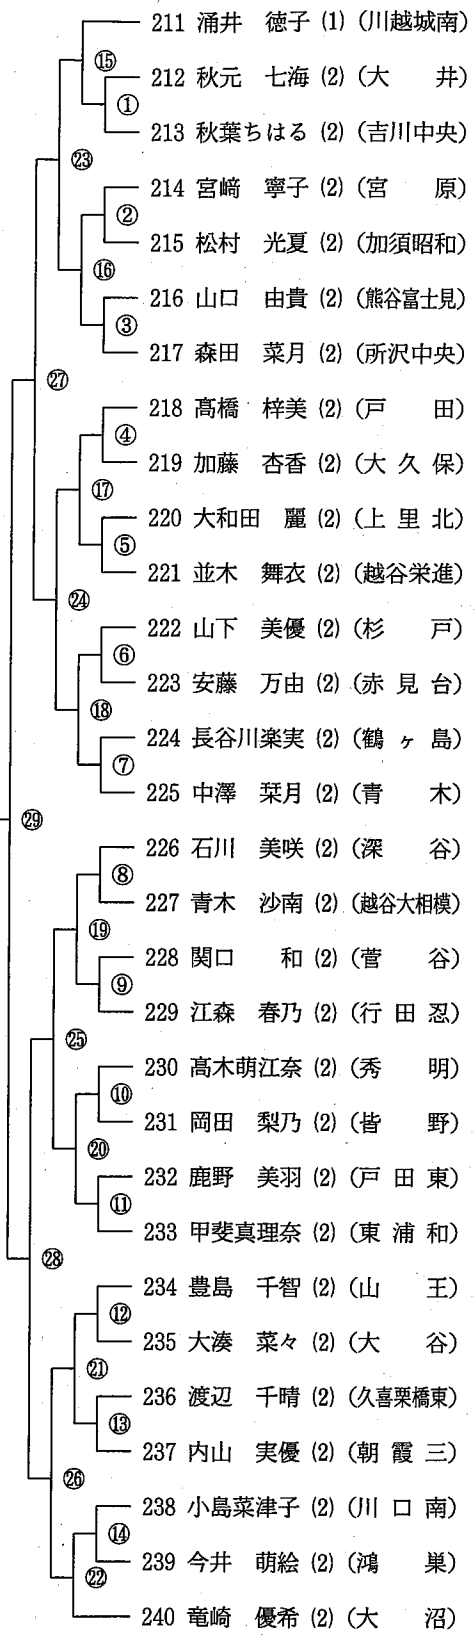 211 涌井 徳子 (1) (川越城南)
⑮
212 秋元 七海 (2) (大 井)
①
213 秋葉ちはる (2) (吉川中央)
㉓
214 宮﨑 寧子 (2) (宮 原)
②
215 松村 光夏 (2) (加須昭和)
⑯
216 山口 由貴 (2) (熊谷富士見)
③
217 森田 菜月 (2) (所沢中央)
㉗
218 髙橋 梓美 (2) (戸 田)
④
219 加藤 杏香 (2) (大 久 保)
⑰
220 大和田 麗 (2) (上 里 北)
⑤
221 並木 舞衣 (2) (越谷栄進)
㉔
222 山下 美優 (2) (杉 戸)
⑥
223 安藤 万由 (2) (赤 見 台)
⑱
224 長谷川楽実 (2) (鶴 ヶ 島)
⑦
225 中澤 栞月 (2) (青 木)
㉙
226 石川 美咲 (2) (深 谷)
⑧
227 青木 沙南 (2) (越谷大相模)
⑲
228 関口 和 (2) (菅 谷)
⑨
229 江森 春乃 (2) (行 田 忍)
㉕
230 髙木萌江奈 (2) (秀 明)
⑩
231 岡田 梨乃 (2) (皆 野)
⑳
232 鹿野 美羽 (2) (戸 田 東)
⑪
233 甲斐真理奈 (2) (東 浦 和)
㉘
234 豊島 千智 (2) (山 王)
⑫
235 大湊 菜々 (2) (大 谷)
㉑
236 渡辺 千晴 (2) (久喜栗橋東)
⑬
237 内山 実優 (2) (朝 霞 三)
㉖
238 小島菜津子 (2) (川 口 南)
⑭
239 今井 萌絵 (2) (鴻 巣)
㉒
240 竜崎 優希 (2) (大 沼)